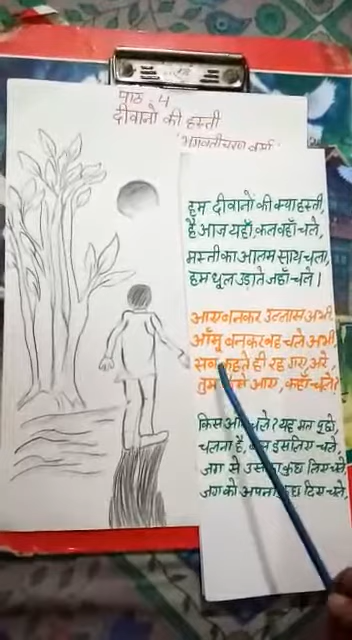 पाठ - 4
दीवानों की हस्ती
'भगवतीचरण वर्मा'
हम दीवानों की क्या हस्ती,
हैं आज यहाँ, कल वहाँ चले,
मस्ती का आलम साथ चला,
हम धूल उड़ाते जहाँ चले।
आए बनकर उल्लास अभी
आँसू बनकर बह चले अभी
सब कहते ही रह गए, अरे,
तुम आए, कहाँ चले?
किस ओर चले? यह मत पूछो,
चलना है, इसलिए चले
जग से उसका कुछ लिए चले,
जग को अपना कुछ दिए चले,